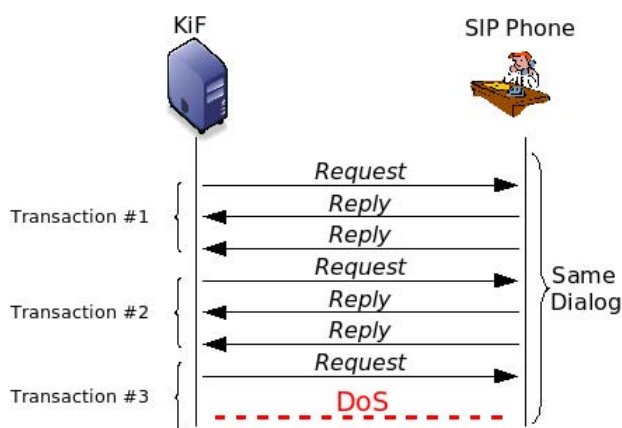 KiF
SIP Phone
Request
Reply
Transaction #1
Reply
Request
Same
Dialog
Transaction #2
Reply
Reply
Request
Transaction #3
DoS